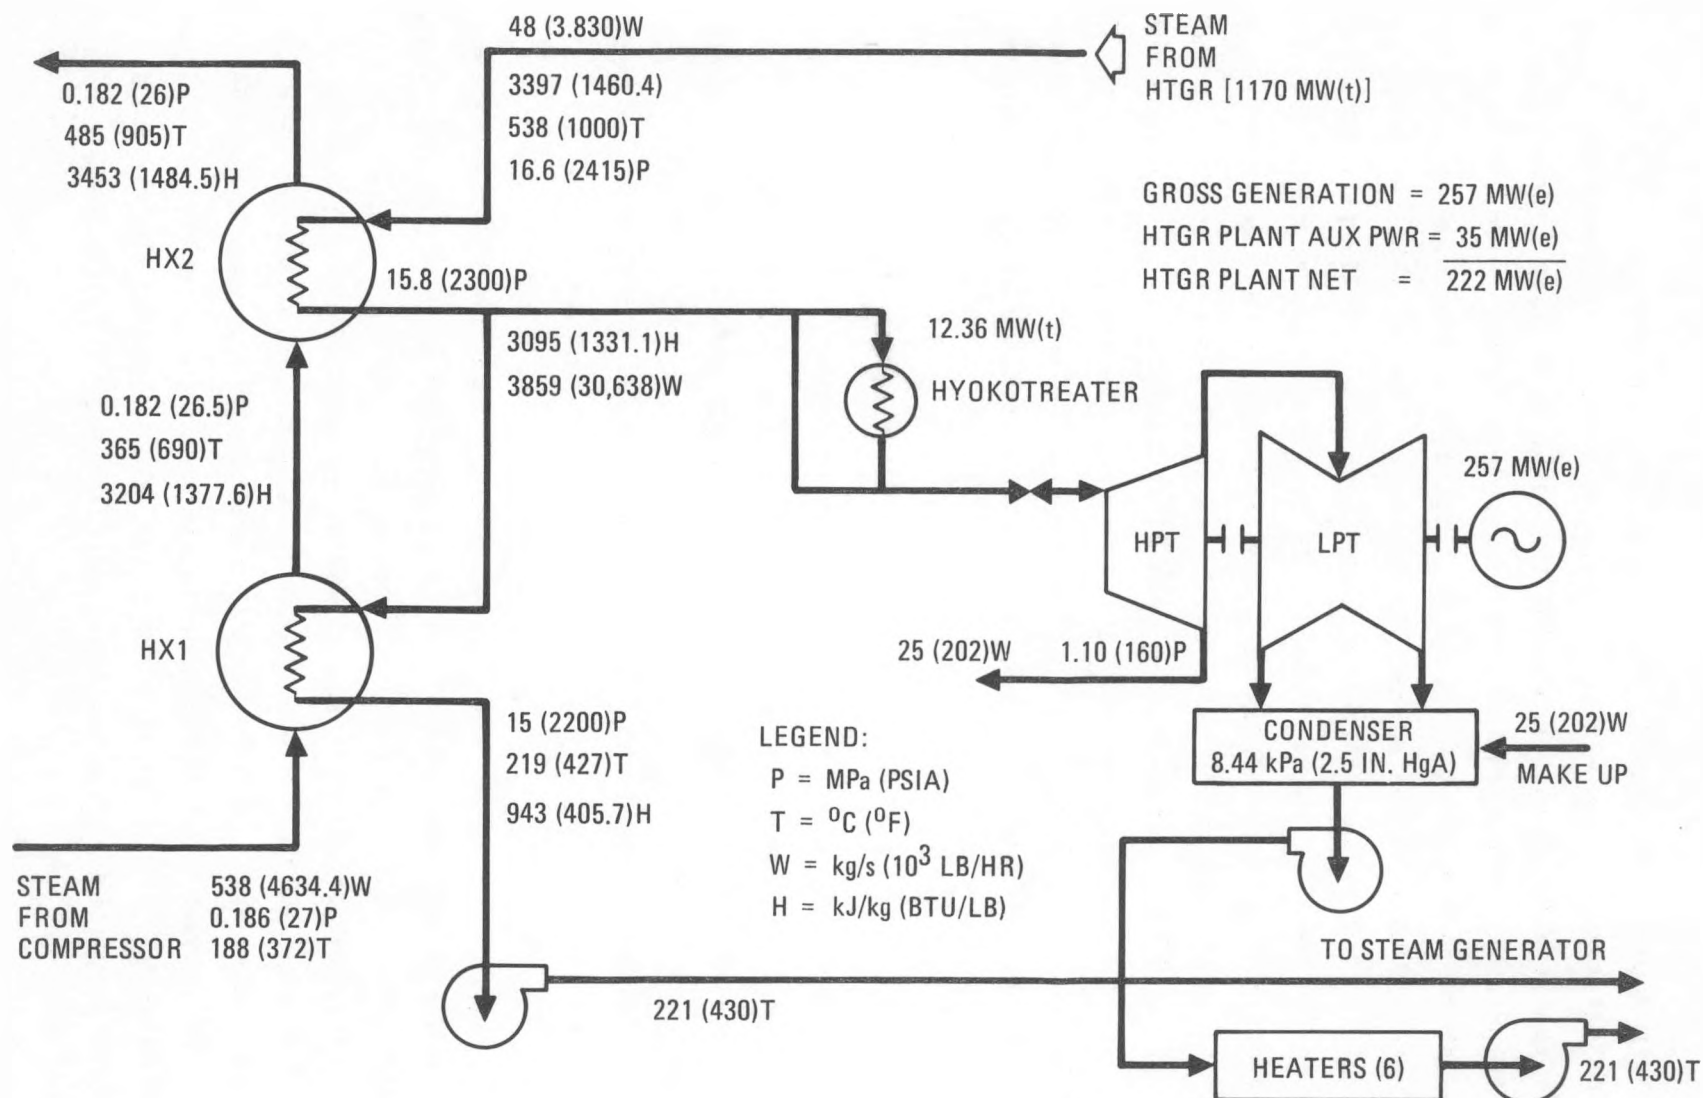 48 (3.830)W
3397 (1460.4)
538 (1000)T
16.6 (2415)P
STEAM
FROM
HTGR [1170 MW(t)]
0.182 (26)P
485 (905)T
3453 (1484.5)H
HX2
15.8 (2300)P
3095 (1331.1)H
3859 (30,638)W
GROSS GENERATION = 257 MW(e)
HTGR PLANT AUX PWR = 35 MW(e)
HTGR PLANT NET = 222 MW(e)
12.36 MW(t)
HYOKOTREATER
0.182 (26.5)P
365 (690)T
3204 (1377.6)H
HPT
LPT
257 MW(e)
HX1
25 (202)W
1.10 (160)P
15 (2200)P
219 (427)T
943 (405.7)H
LEGEND:
P = MPa (PSIA)
T = ⁰C (⁰F)
W = kg/s (10³ LB/HR)
H = kJ/kg (BTU/LB)
CONDENSER
8.44 kPa (2.5 IN. HgA)
25 (202)W
MAKE UP
STEAM 538 (4634.4)W
FROM 0.186 (27)P
COMPRESSOR 188 (372)T
221 (430)T
TO STEAM GENERATOR
HEATERS (6)
221 (430)T